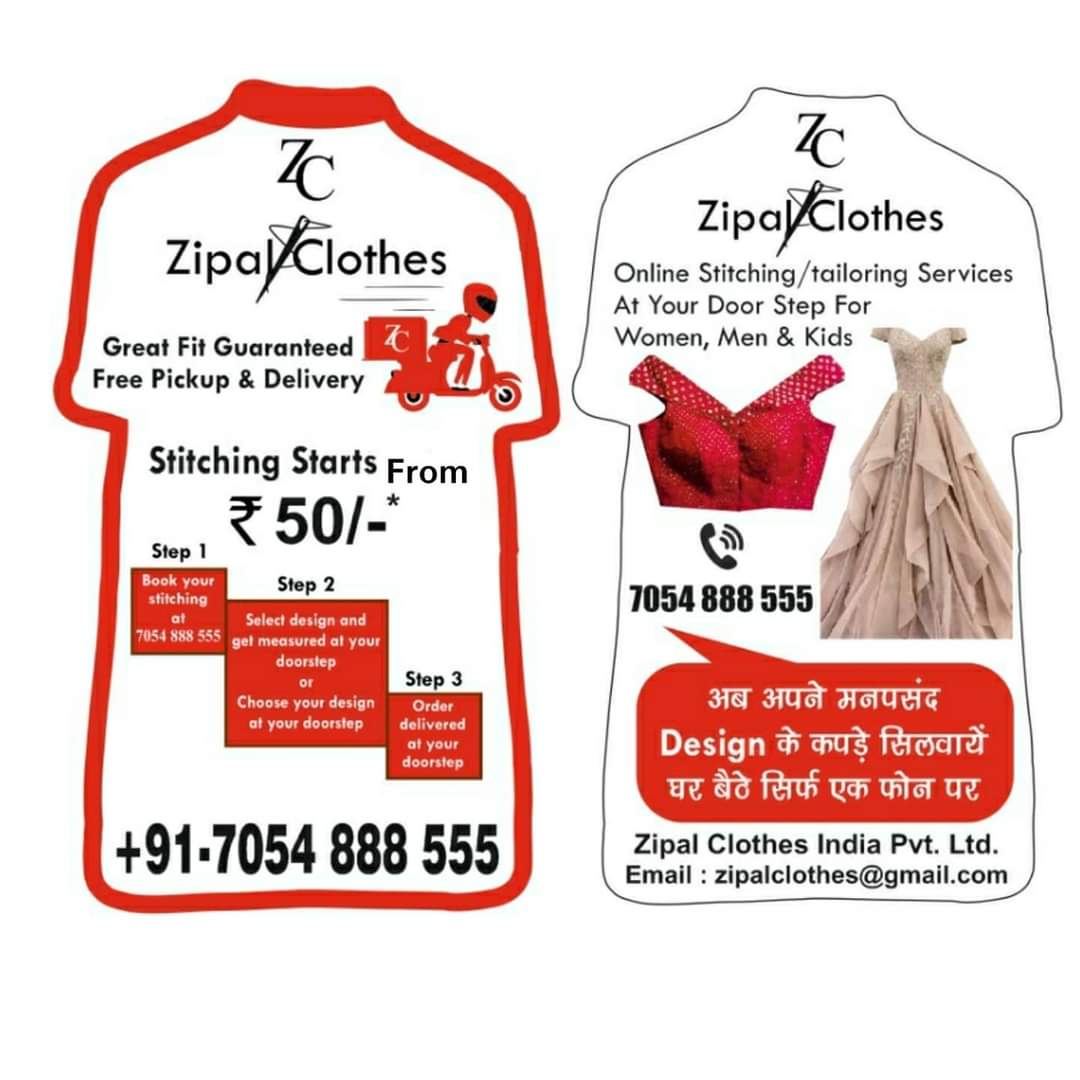 ZC
Zipal Clothes
Great Fit Guaranteed
Free Pickup & Delivery
ZC
Stitching Starts From
₹ 50/-*
Step 1
Book your
stitching
at
7054 888 555
Step 2
Select design and
get measured at your
doorstep
or
Choose your design
at your doorstep
Step 3
Order
delivered
at your
doorstep
+91-7054 888 555
ZC
Zipal Clothes
Online Stitching/tailoring Services
At Your Door Step For
Women, Men & Kids
7054 888 555
अब अपने मनपसंद
Design के कपड़े सिलवायें
घर बैठे सिर्फ एक फोन पर
Zipal Clothes India Pvt. Ltd.
Email : zipalclothes@gmail.com